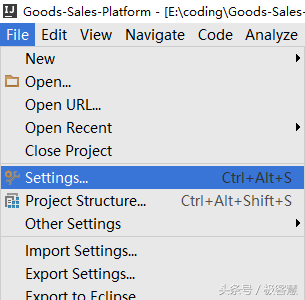 IJ Goods-Sales-Platform - [E:\coding\Goods-Sales-
File Edit View Navigate Code Analyze
New
Open...
Open URL...
Open Recent
Close Project
Settings... Ctrl+Alt+S
Project Structure... Ctrl+Alt+Shift+S
Other Settings
Import Settings...
Export Settings...
Export to Eclipse
头条号 / 极客慧